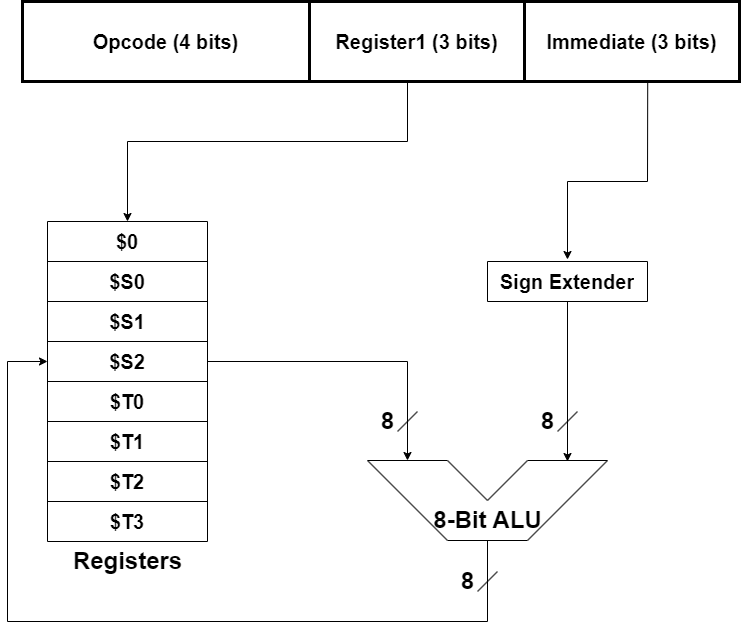 Opcode (4 bits)
Register1 (3 bits)
Immediate (3 bits)
$0
$S0
$S1
$S2
$T0
$T1
$T2
$T3
Registers
Sign Extender
8
8
8-Bit ALU
8